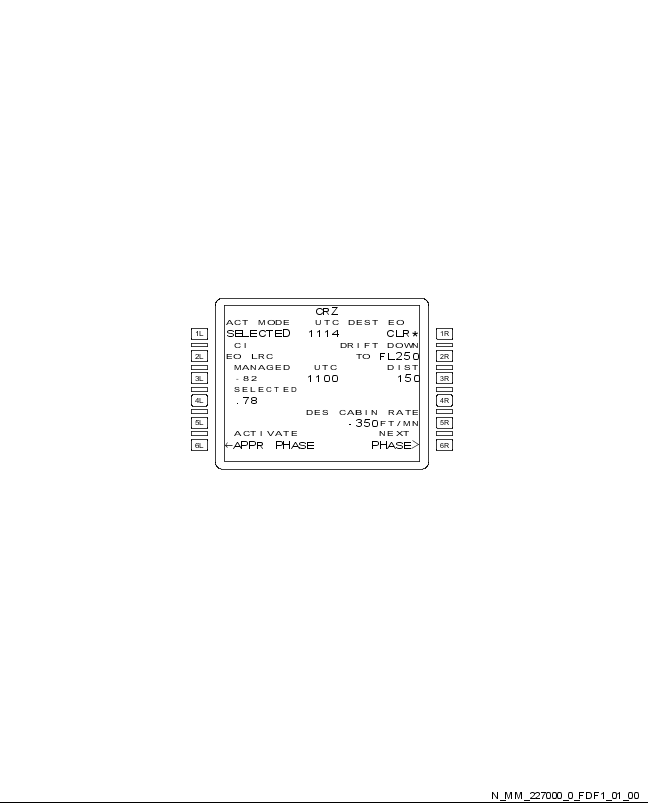 CRZ
ACT MODE UTC DEST EO
1L SELECTED 1114 CLR* 1R
CI DRIFT DOWN
2L EO LRC TO FL250 2R
MANAGED UTC DIST
3L -82 1100 150 3R
SELECTED
4L .78 4R
DES CABIN RATE
5L -350FT/MN 5R
ACTIVATE NEXT
6L ←APPR PHASE PHASE> 6R
N_MM_227000_0_FDF1_01_00